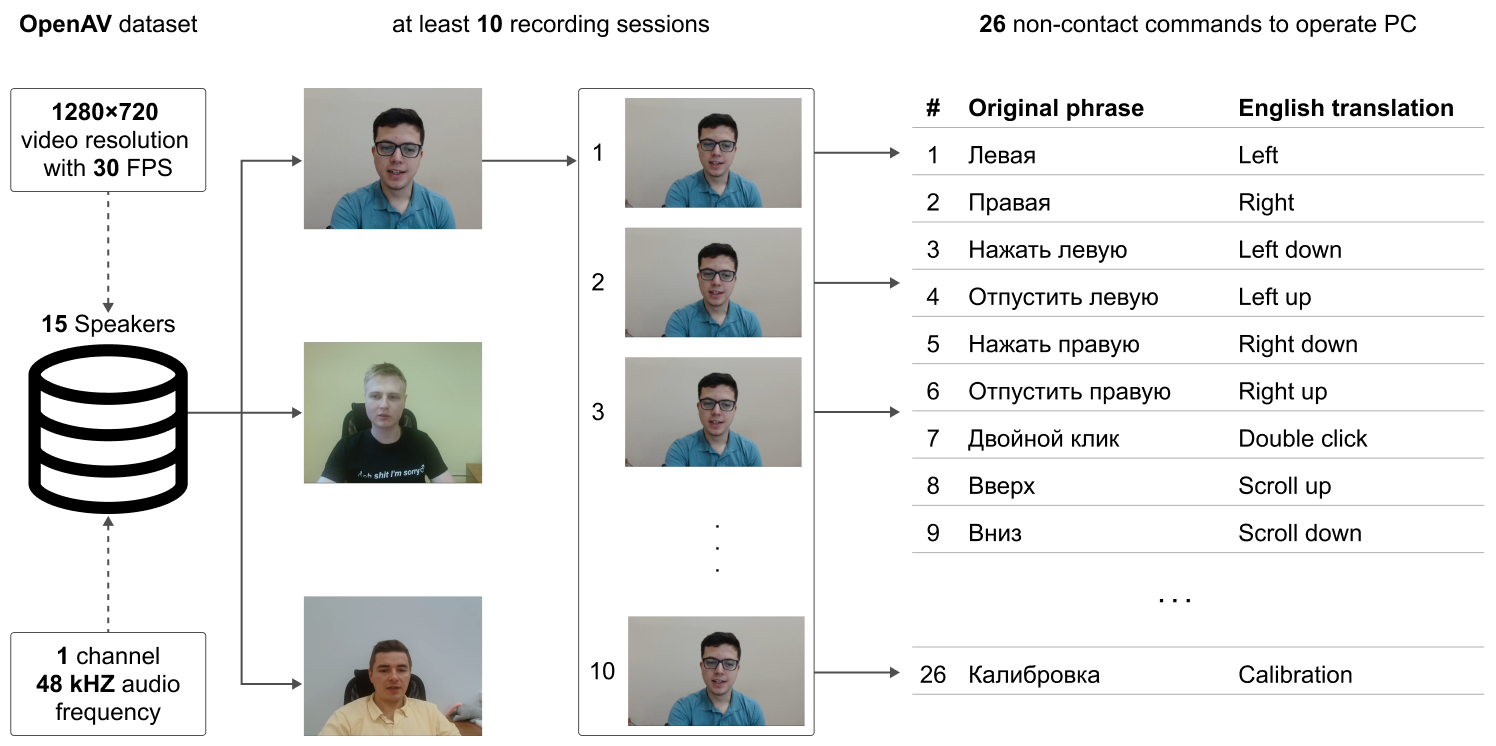 OpenAV dataset
at least 10 recording sessions
26 non-contact commands to operate PC
1280×720
video resolution
with 30 FPS
15 Speakers
1 channel
48 kHZ audio
frequency
oh shit I'm sorry
1
2
3
.
.
.
10
# Original phrase English translation
1 Левая Left
2 Правая Right
3 Нажать левую Left down
4 Отпустить левую Left up
5 Нажать правую Right down
6 Отпустить правую Right up
7 Двойной клик Double click
8 Вверх Scroll up
9 Вниз Scroll down
. . .
26 Калибровка Calibration